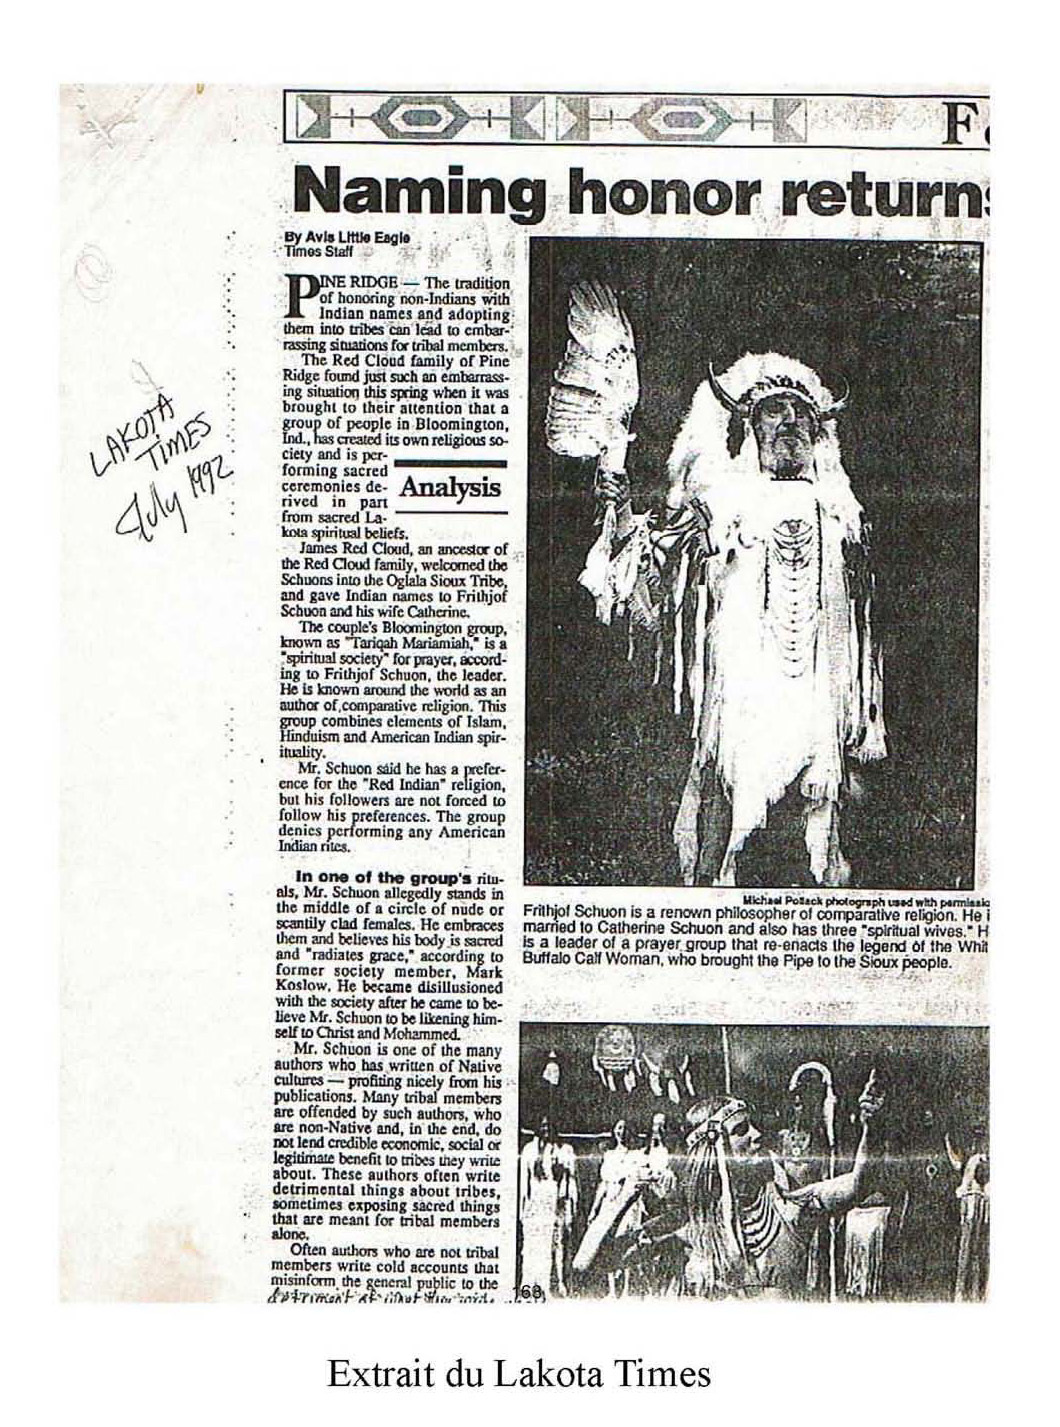 Naming honor returns
By Avis Little Eagle
Times Staff
PINE RIDGE — The tradition
of honoring non-Indians with
Indian names and adopting
them into tribes can lead to embar-
rassing situations for tribal members.
The Red Cloud family of Pine
Ridge found just such an embarrass-
ing situation this spring when it was
brought to their attention that a
group of people in Bloomington,
Ind., has created its own religious so-
ciety and is per-
forming sacred
ceremonies de-
rived in part
from sacred La-
kota spiritual beliefs.
Analysis
James Red Cloud, an ancestor of
the Red Cloud family, welcomed the
Schuons into the Oglala Sioux Tribe,
and gave Indian names to Frithjof
Schuon and his wife Catherine.
The couple's Bloomington group,
known as "Tariqah Mariamiah," is a
"spiritual society" for prayer, accord-
ing to Frithjof Schuon, the leader.
He is known around the world as an
author of comparative religion. This
group combines elements of Islam,
Hinduism and American Indian spir-
ituality.
Mr. Schuon said he has a prefer-
ence for the "Red Indian" religion,
but his followers are not forced to
follow his preferences. The group
denies performing any American
Indian rites.
In one of the group's ritu-
als, Mr. Schuon allegedly stands in
the middle of a circle of nude or
scantily clad females. He embraces
them and believes his body is sacred
and "radiates grace," according to
former society member, Mark
Koslow. He became disillusioned
with the society after he came to be-
lieve Mr. Schuon to be likening him-
self to Christ and Mohammed.
Mr. Schuon is one of the many
authors who has written of Native
cultures — profiting nicely from his
publications. Many tribal members
are offended by such authors, who
are non-Native and, in the end, do
not lend credible economic, social or
legitimate benefit to tribes they write
about. These authors often write
detrimental things about tribes,
sometimes exposing sacred things
that are meant for tribal members
alone.
Often authors who are not tribal
members write cold accounts that
misinform the general public to the
LAKOTA
TIMES
July 1992
Michael Pollack photograph used with permissio
Frithjof Schuon is a renown philosopher of comparative religion. He i
married to Catherine Schuon and also has three "spiritual wives." H
is a leader of a prayer group that re-enacts the legend of the Whit
Buffalo Calf Woman, who brought the Pipe to the Sioux people.
168
Extrait du Lakota Times